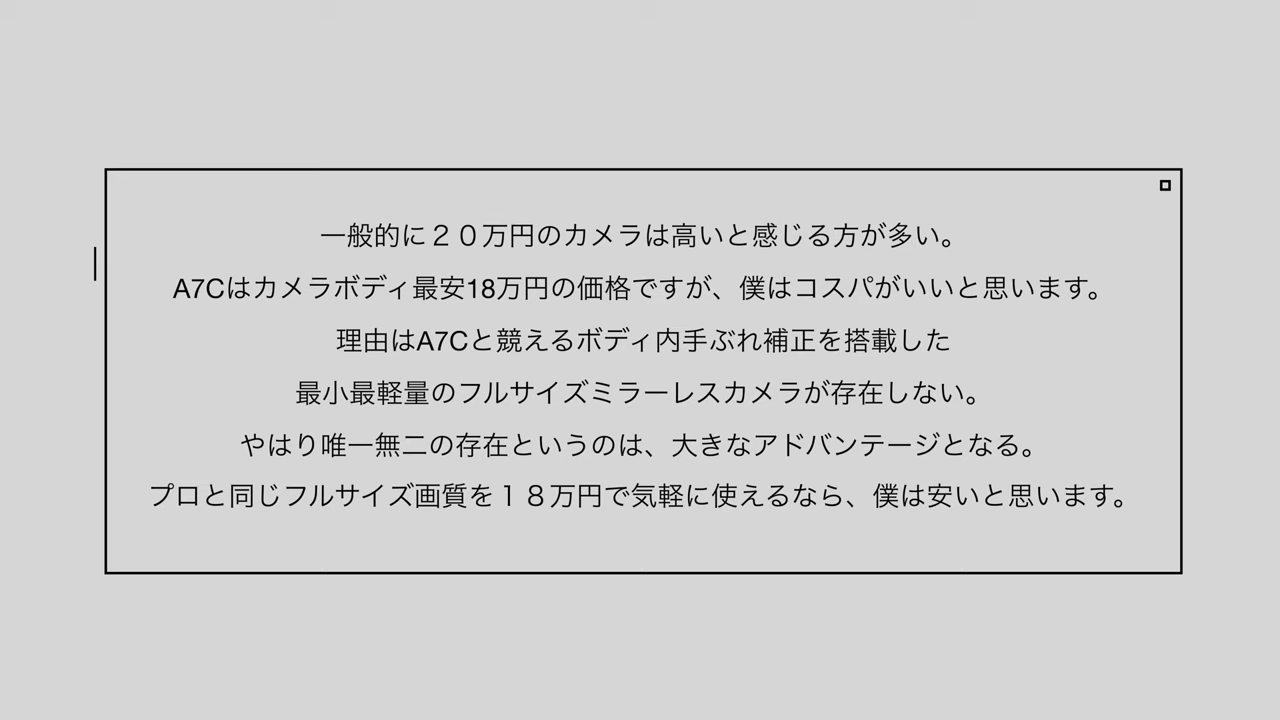 一般的に２０万円のカメラは高いと感じる方が多い。
A7Cはカメラボディ最安18万円の価格ですが、僕はコスパがいいと思います。
理由はA7Cと競えるボディ内手ぶれ補正を搭載した
最小最軽量のフルサイズミラーレスカメラが存在しない。
やはり唯一無二の存在というのは、大きなアドバンテージとなる。
プロと同じフルサイズ画質を１８万円で気軽に使えるなら、僕は安いと思います。